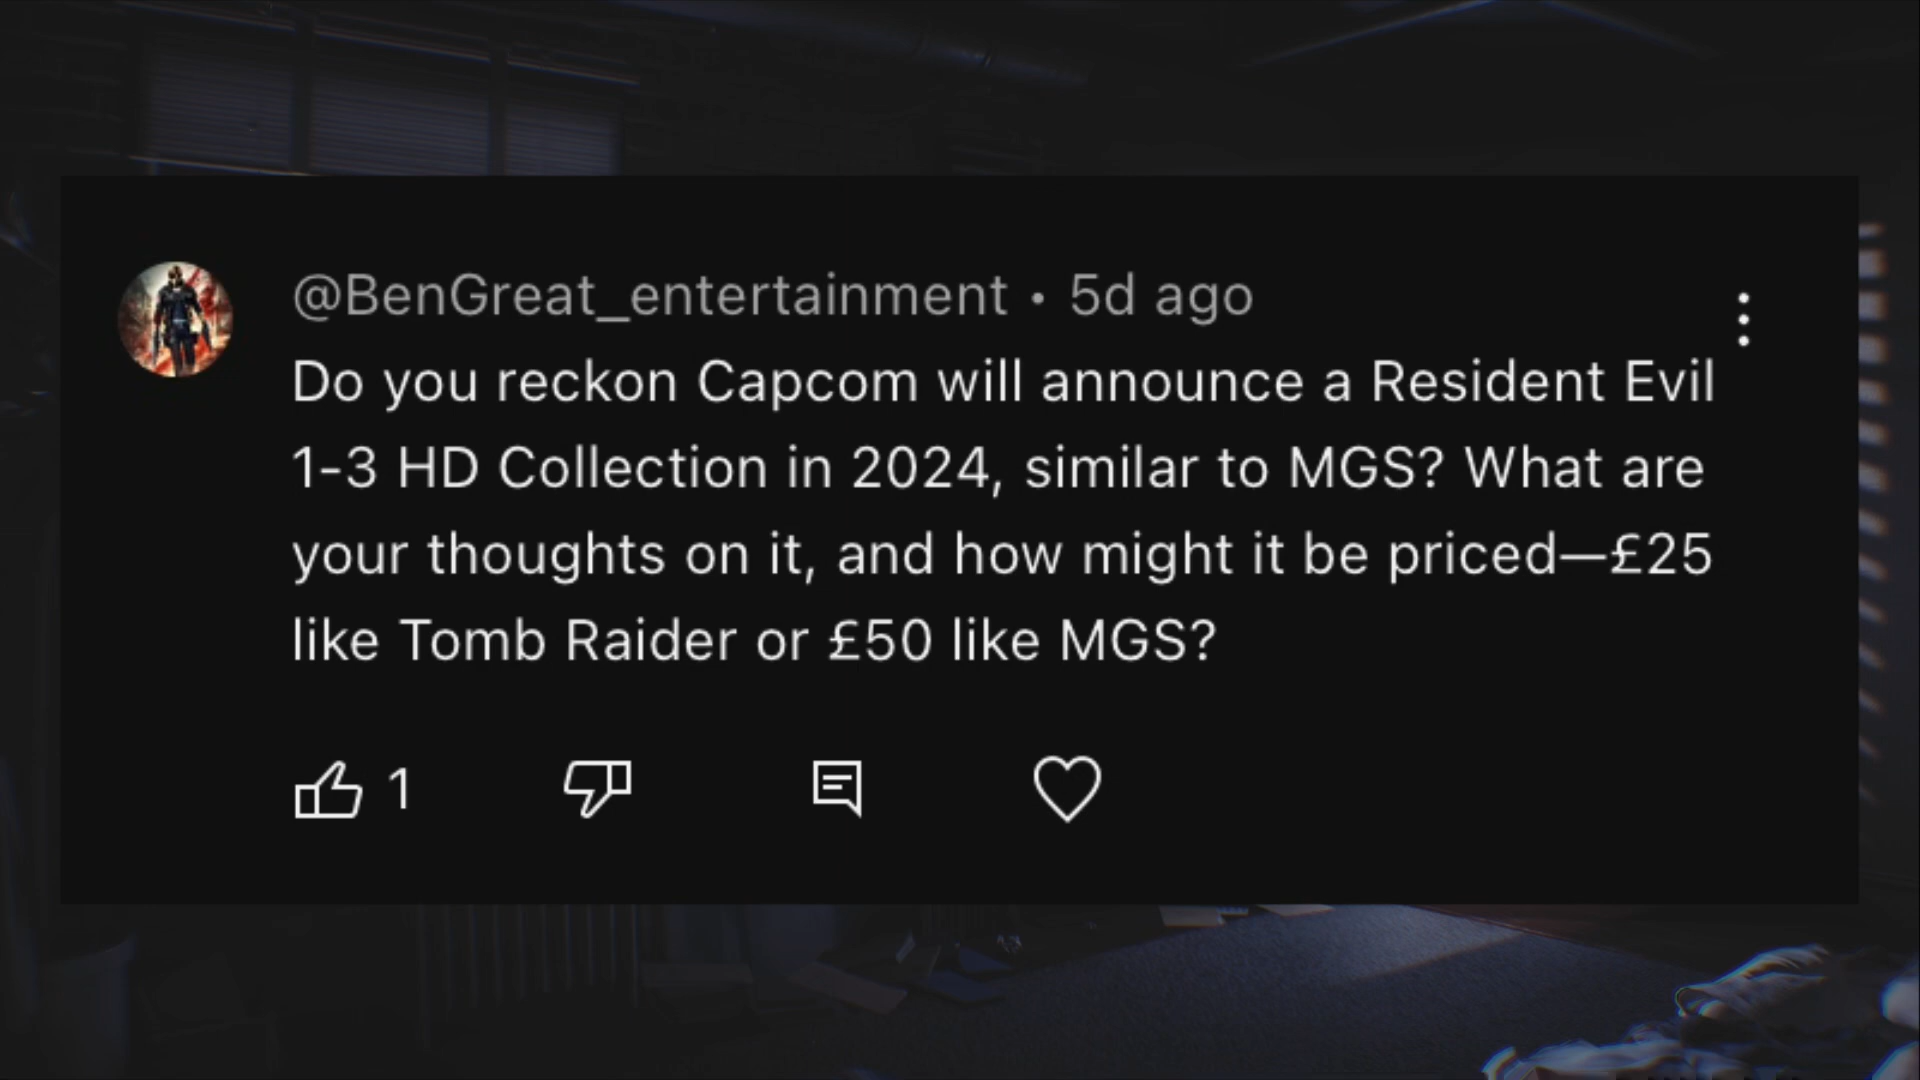 @BenGreat_entertainment • 5d ago
Do you reckon Capcom will announce a Resident Evil
1-3 HD Collection in 2024, similar to MGS? What are
your thoughts on it, and how might it be priced—£25
like Tomb Raider or £50 like MGS?
1